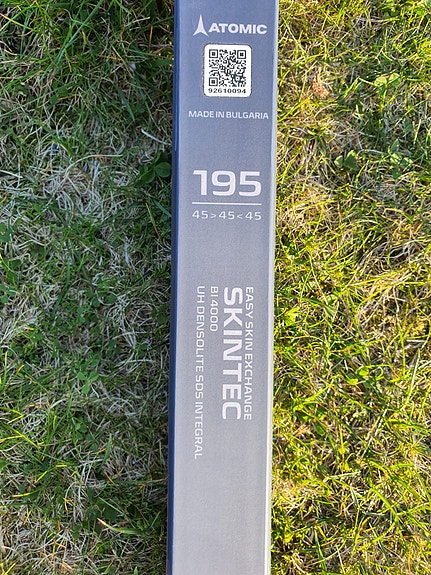 ATOMIC
92610094
MADE IN BULGARIA
195
45>45<45
EASY SKIN EXCHANGE
SKINTEC
BI 4000
UH DENSOLITE SDS INTEGRAL